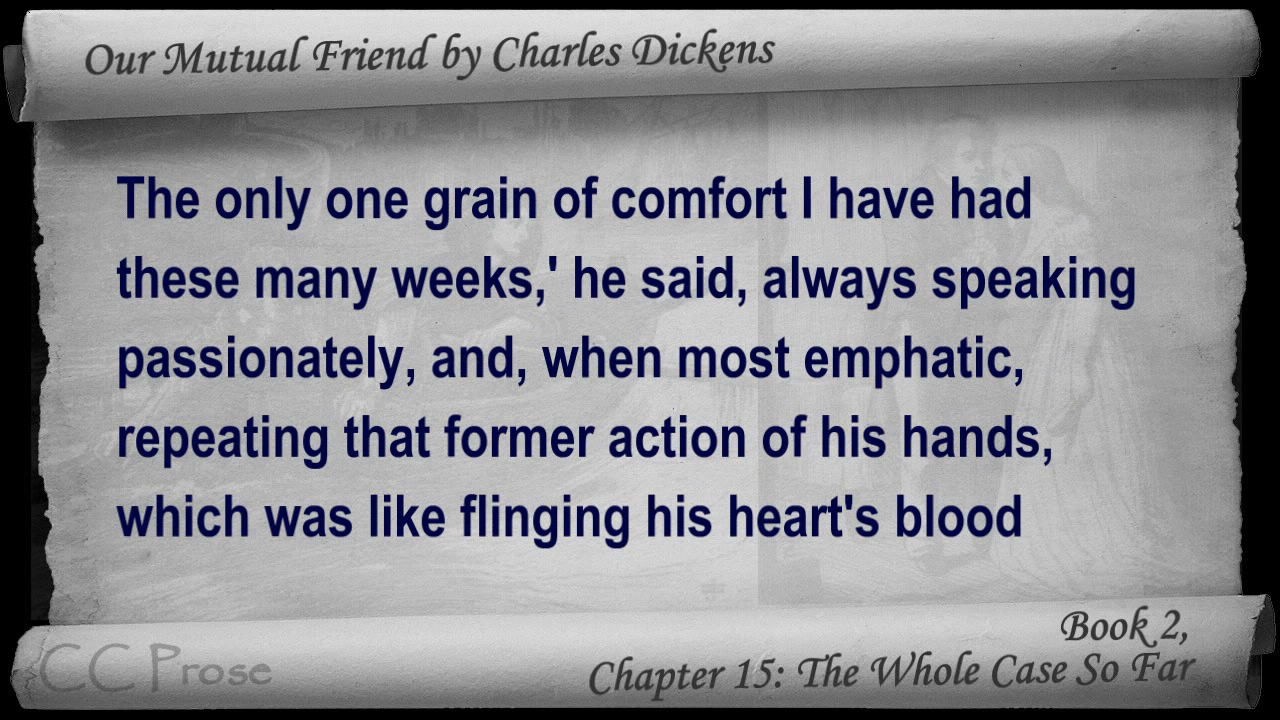 Our Mutual Friend by Charles Dickens
The only one grain of comfort I have had
these many weeks,' he said, always speaking
passionately, and, when most emphatic,
repeating that former action of his hands,
which was like flinging his heart's blood
Book 2,
Chapter 15: The Whole Case So Far
CC Prose